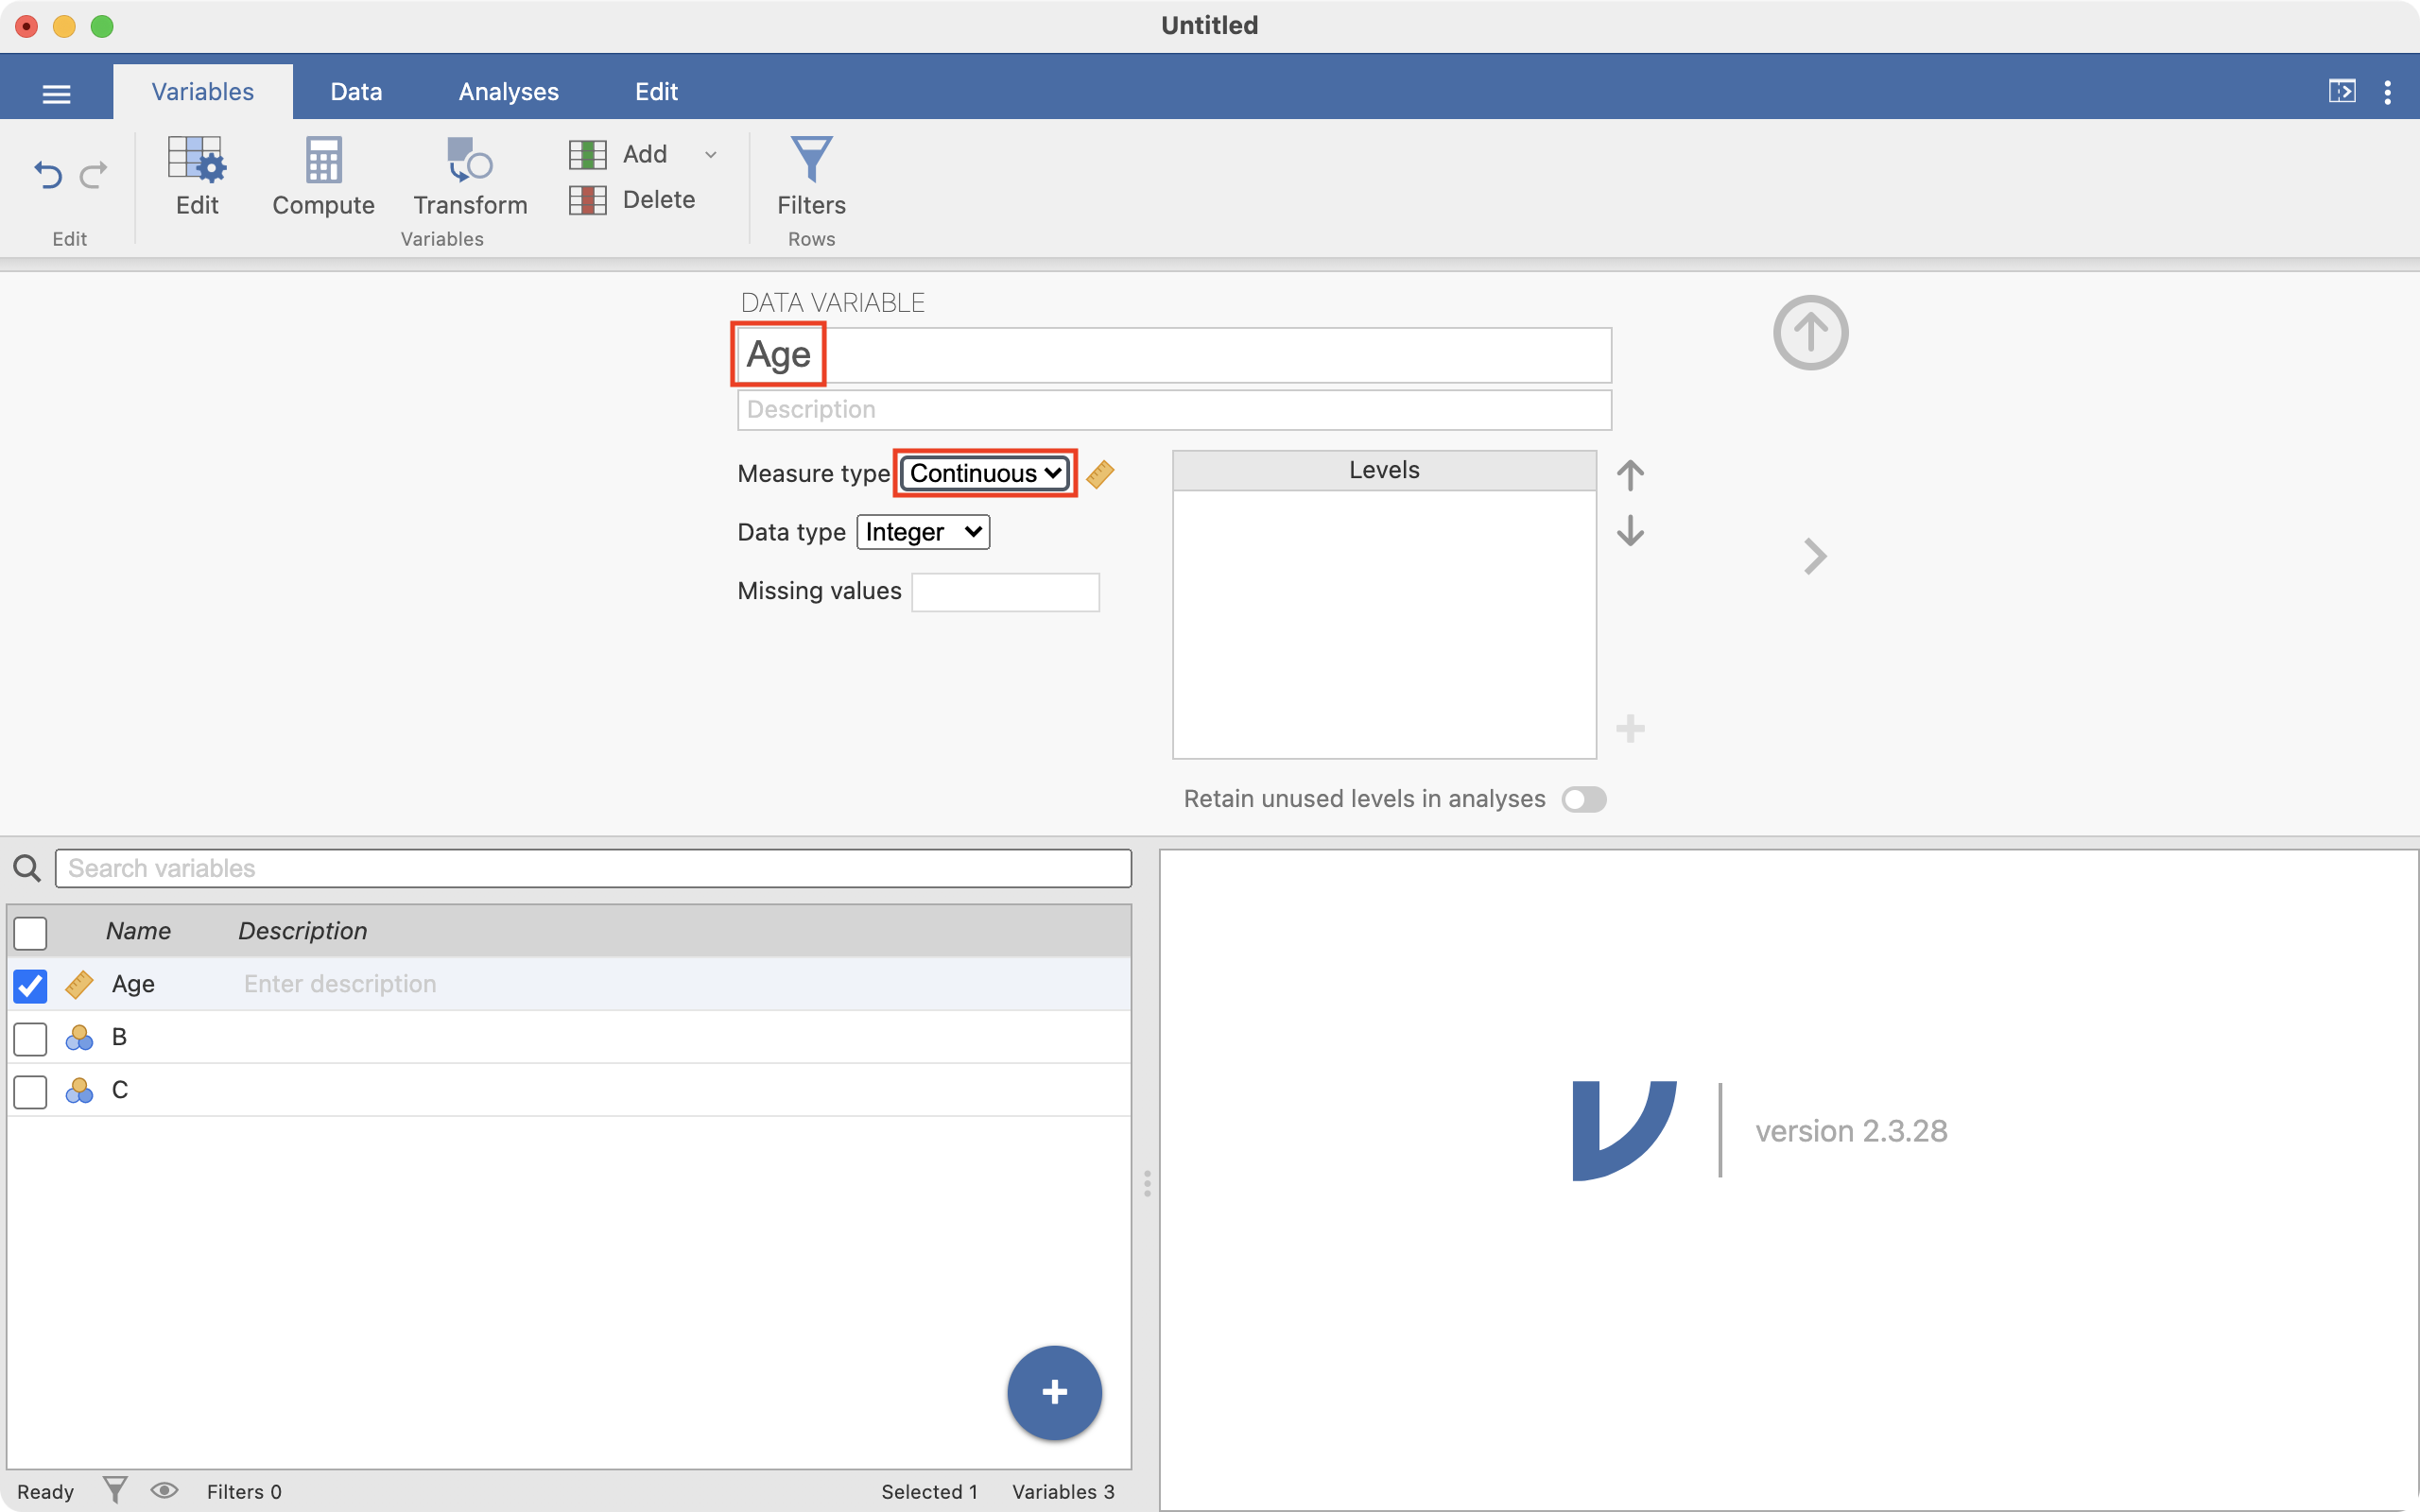 Untitled
Variables
Data
Analyses
Edit
Edit
Compute
Transform
Add
Delete
Filters
Edit
Variables
Rows
DATA VARIABLE
Age
Description
Measure type Continuous
Levels
Data type Integer
Missing values
Retain unused levels in analyses
Search variables
Name Description
Age Enter description
B
C
version 2.3.28
Ready
Filters 0
Selected 1
Variables 3